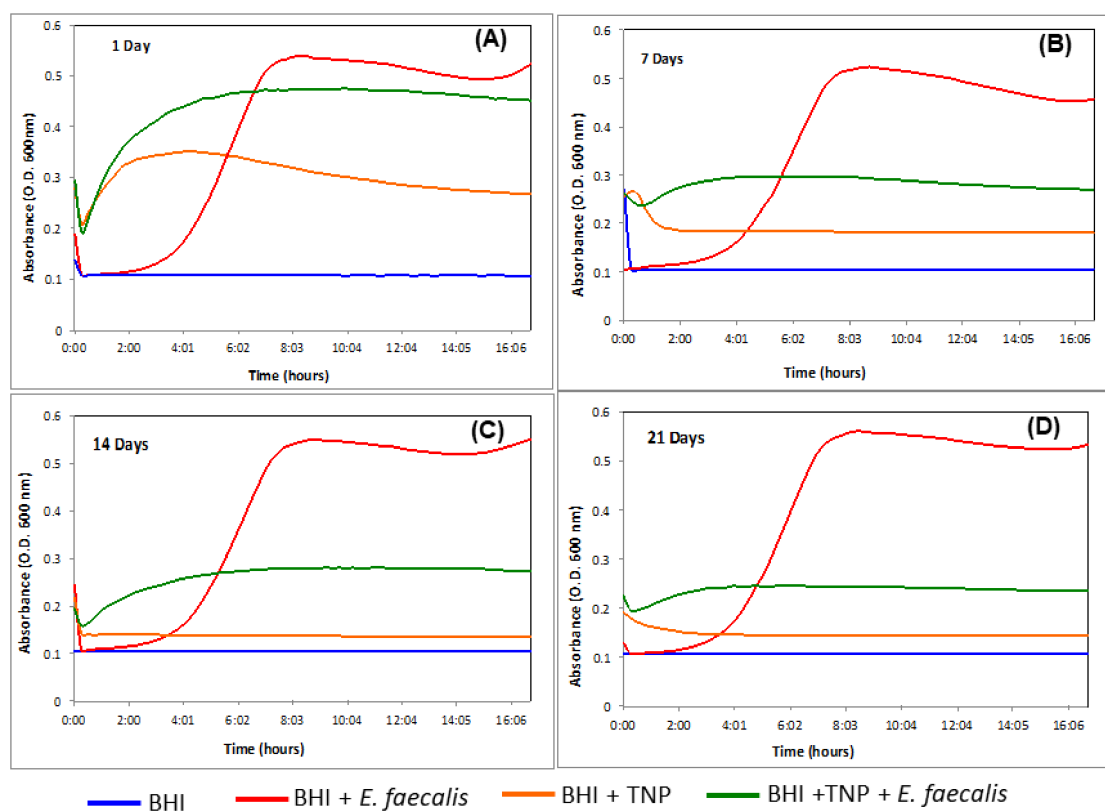 (A)
1 Day
Absorbance (O.D. 600nm)
0.6
0.5
0.4
0.3
0.2
0.1
0
0:00 2:00 4:01 6:02 8:03 10:04 12:04 14:05 16:06
Time (hours)
(B)
7 Days
Absorbance (O.D. 600 nm)
0.6
0.5
0.4
0.3
0.2
0.1
0
0:00 2:00 4:01 6:02 8:03 10:04 12:04 14:05 16:06
Time (hours)
(C)
14 Days
Absorbance (O.D. 600 nm)
0.6
0.5
0.4
0.3
0.2
0.1
0
0:00 2:00 4:01 6:02 8:03 10:04 12:04 14:05 16:06
Time (hours)
(D)
21 Days
Absorbance (O. D. 600 nm)
0.6
0.5
0.4
0.3
0.2
0.1
0
0:00 2:00 4:01 6:02 8:03 10:04 12:04 14:05 16:06
Time (hours)
BHI BHI + E. faecalis BHI + TNP BHI +TNP + E. faecalis